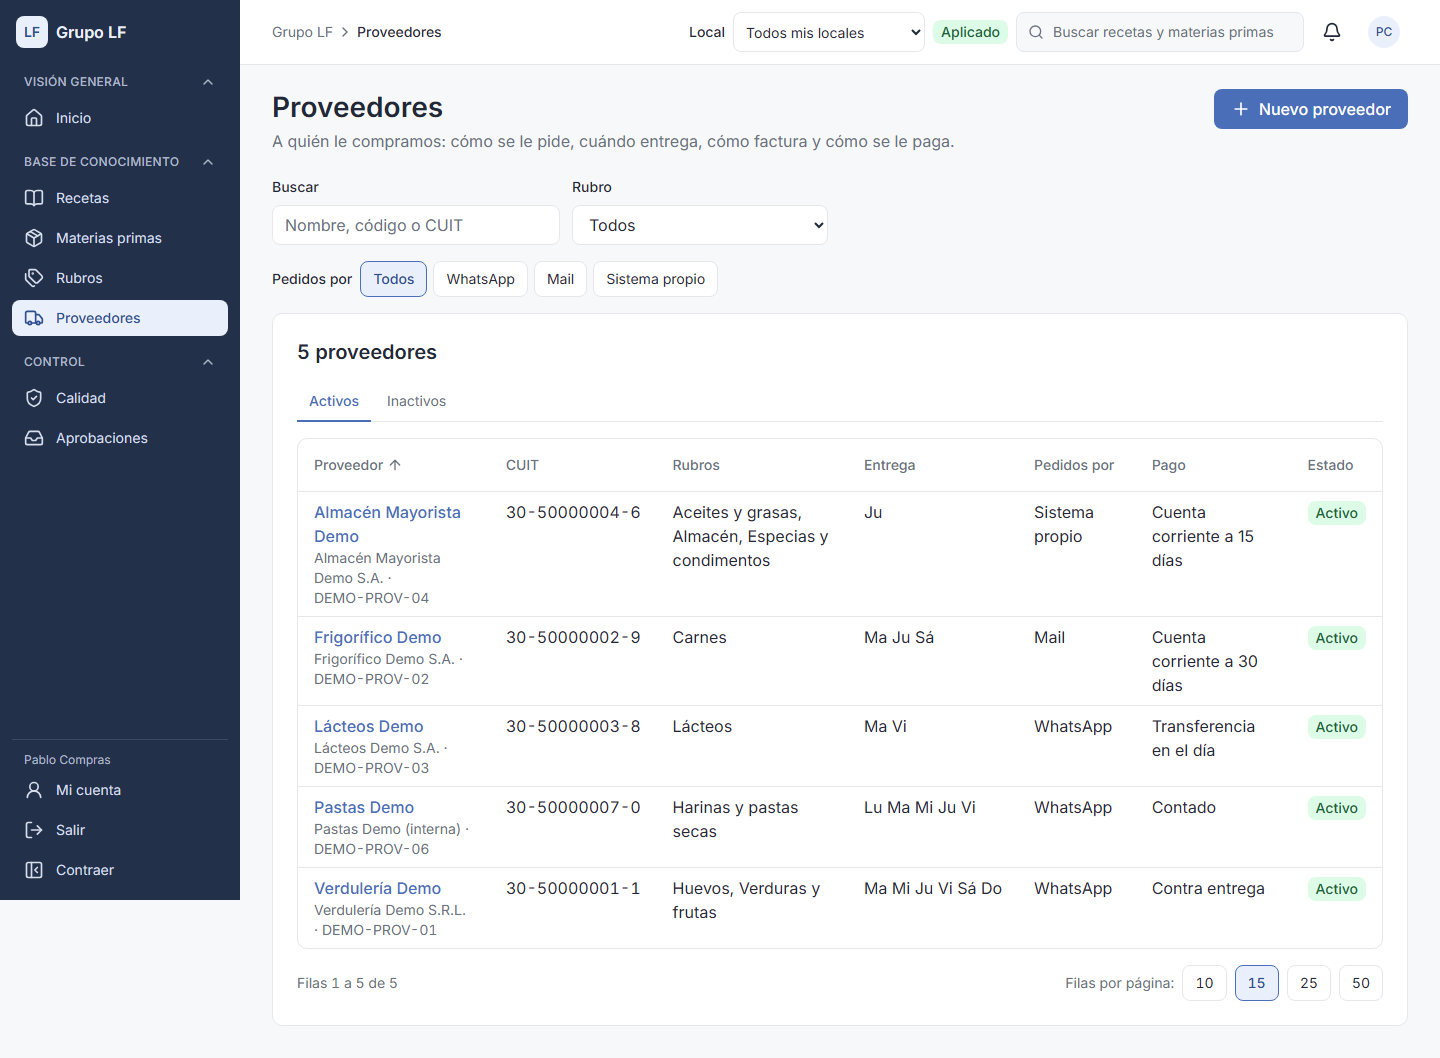 LF Grupo LF
VISIÓN GENERAL
Inicio
BASE DE CONOCIMIENTO
Recetas
Materias primas
Rubros
Proveedores
CONTROL
Calidad
Aprobaciones
Pablo Compras
Mi cuenta
Salir
Contraer
Grupo LF > Proveedores
Local Todos mis locales Aplicado Buscar recetas y materias primas PC
Proveedores
+ Nuevo proveedor
A quién le compramos: cómo se le pide, cuándo entrega, cómo factura y cómo se le paga.
Buscar Rubro
Nombre, código o CUIT Todos
Pedidos por Todos WhatsApp Mail Sistema propio
5 proveedores
Activos Inactivos
Proveedor ↑ CUIT Rubros Entrega Pedidos por Pago Estado
Almacén Mayorista 30-50000004-6 Aceites y grasas, Ju Sistema Cuenta Activo
Demo Almacén, Especias y propio corriente a 15
Almacén Mayorista condimentos días
Demo S.A. ·
DEMO-PROV-04
Frigorífico Demo 30-50000002-9 Carnes Ma Ju Sá Mail Cuenta Activo
Frigorífico Demo S.A. · corriente a 30
DEMO-PROV-02 días
Lácteos Demo 30-50000003-8 Lácteos Ma Vi WhatsApp Transferencia Activo
Lácteos Demo S.A. · en el día
DEMO-PROV-03
Pastas Demo 30-50000007-0 Harinas y pastas Lu Ma Mi Ju Vi WhatsApp Contado Activo
Pastas Demo (interna) · secas
DEMO-PROV-06
Verdulería Demo 30-50000001-1 Huevos, Verduras y Ma Mi Ju Vi Sá Do WhatsApp Contra entrega Activo
Verdulería Demo S.R.L. frutas
· DEMO-PROV-01
Filas 1 a 5 de 5 Filas por página: 10 15 25 50